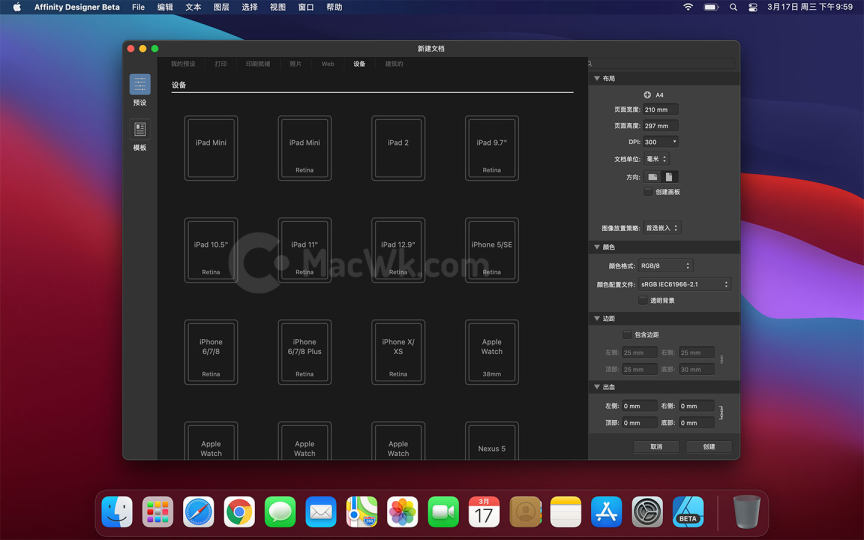 Affinity Designer Beta File 编辑 文本 图层 选择 视图 窗口 帮助 3月17日 周三 下午9:59
新建文档
我的预设 打印 印刷就绪 照片 Web 设备 建筑的
预设
模板
设备
iPad Mini
iPad Mini
Retina
iPad 2
iPad 9.7"
Retina
iPad 10.5"
Retina
iPad 11"
Retina
iPad 12.9"
Retina
iPhone 5/SE
Retina
iPhone
6/7/8
Retina
iPhone
6/7/8 Plus
Retina
iPhone X/
XS
Retina
Apple
Watch
38mm
Apple
Watch
Apple
Watch
Apple
Watch
Nexus 5
MacWk.com
布局
A4
页面宽度: 210 mm
页面高度: 297 mm
DPI: 300
文档单位: 毫米
方向:
创建画板
图像放置策略: 首选嵌入
颜色
颜色格式: RGB/8
颜色配置文件: sRGB IEC61966-2.1
透明背景
边距
包含边距
左侧: 25 mm 右侧: 25 mm
顶部: 25 mm 底部: 30 mm
出血
左侧: 0 mm 右侧: 0 mm
顶部: 0 mm 底部: 0 mm
取消 创建
3月
17
BETA